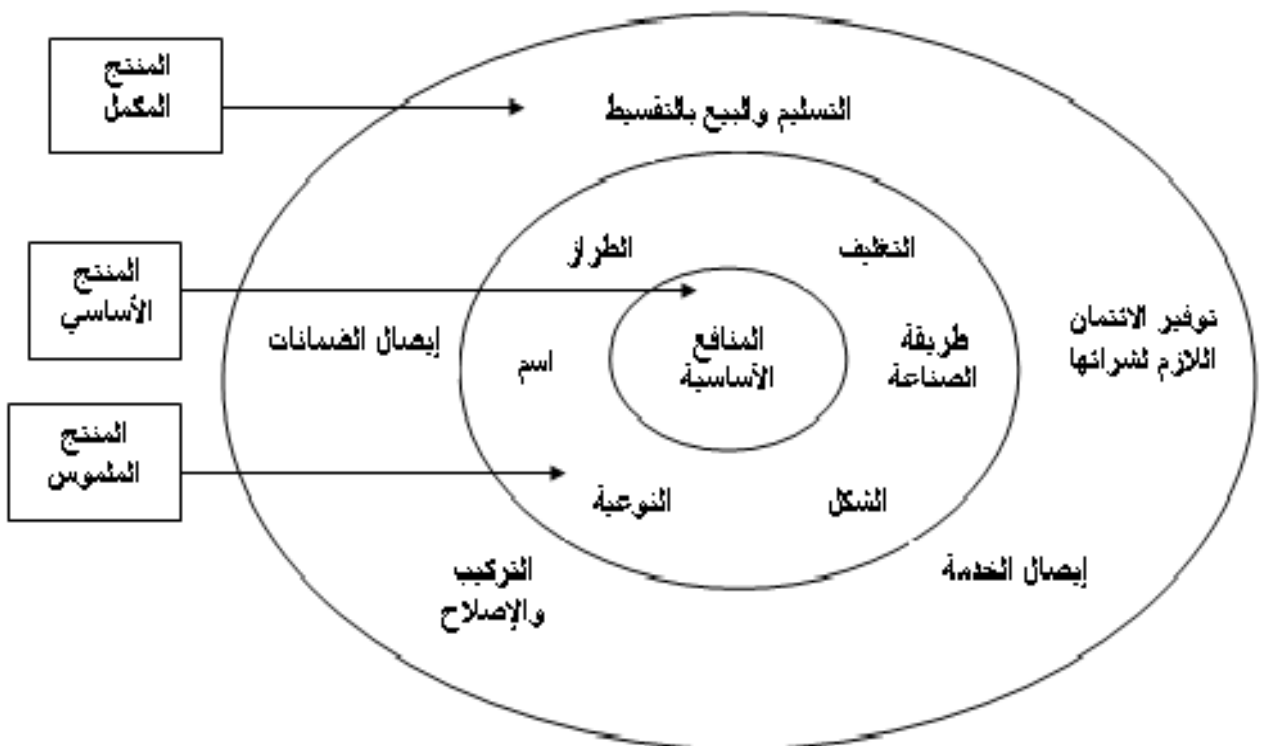 المنتج
المكمل
التسليم والبيع بالتقسيط
المنتج
الأساسي
الطراز
التغليف
إيصال الضمانات
اسم
المنافع
الأساسية
طريقة
الصناعة
توفير الائتمان
اللازم لشرائها
المنتج
الملموس
النوعية
الشكل
التركيب
والإصلاح
إيصال الخدمة